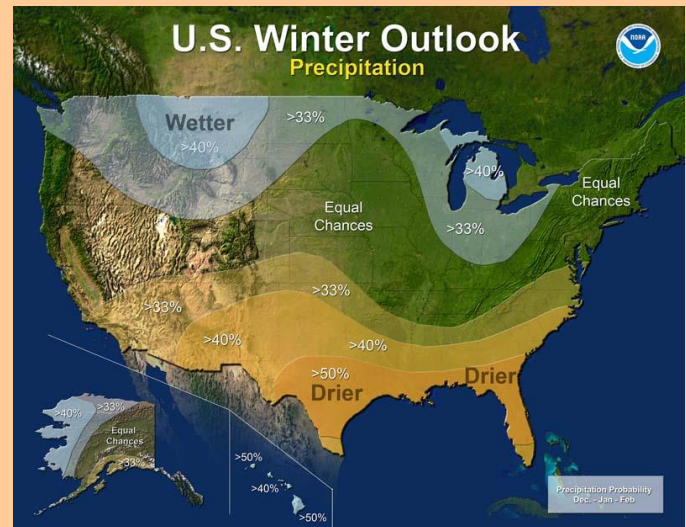 U.S. Winter Outlook
Precipitation
NOAA
Wetter
>40%
>33%
>40%
Equal
Chances
Equal
Chances
>33%
>33%
>33%
>40%
>40%
>50%
Drier
Drier
>40%
>33%
Equal
Chances
>33%
>50%
>40%
>50%
Precipitation Probability
Dec. - Jan - Feb